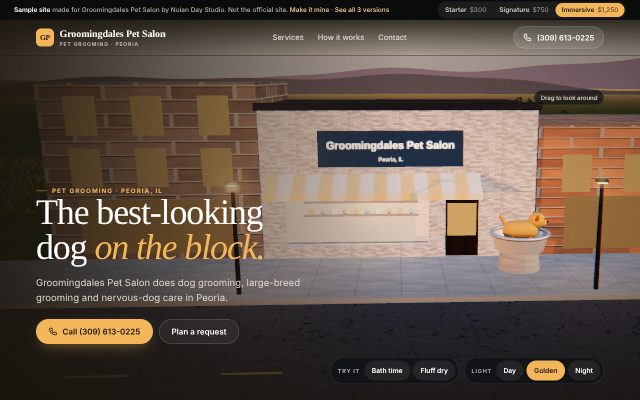 Sample site made for Groomingdales Pet Salon by Nolan Day Studio. Not the official site. Make it mine · See all 3 versions
Starter $300 Signature $750 Immersive $1,250
GP
Groomingdales Pet Salon
PET GROOMING · PEORIA
Services How it works Contact
(309) 613-0225
Drag to look around
Groomingdales Pet Salon
Peoria, IL
PET GROOMING · PEORIA, IL
The best-looking
dog on the block.
Groomingdales Pet Salon does dog grooming, large-breed
grooming and nervous-dog care in Peoria.
Call (309) 613-0225 Plan a request
TRY IT Bath time Fluff dry LIGHT Day Golden Night